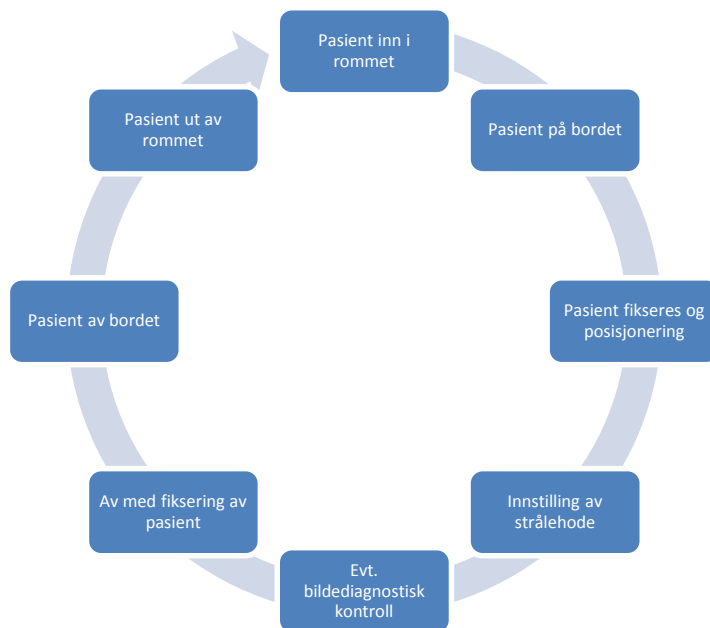 Pasient inn i
rommet
Pasient på bordet
Pasient fikseres og
posisjonering
Innstilling av
strålehode
Evt.
bildediagnostisk
kontroll
Av med fiksering av
pasient
Pasient av bordet
Pasient ut av
rommet